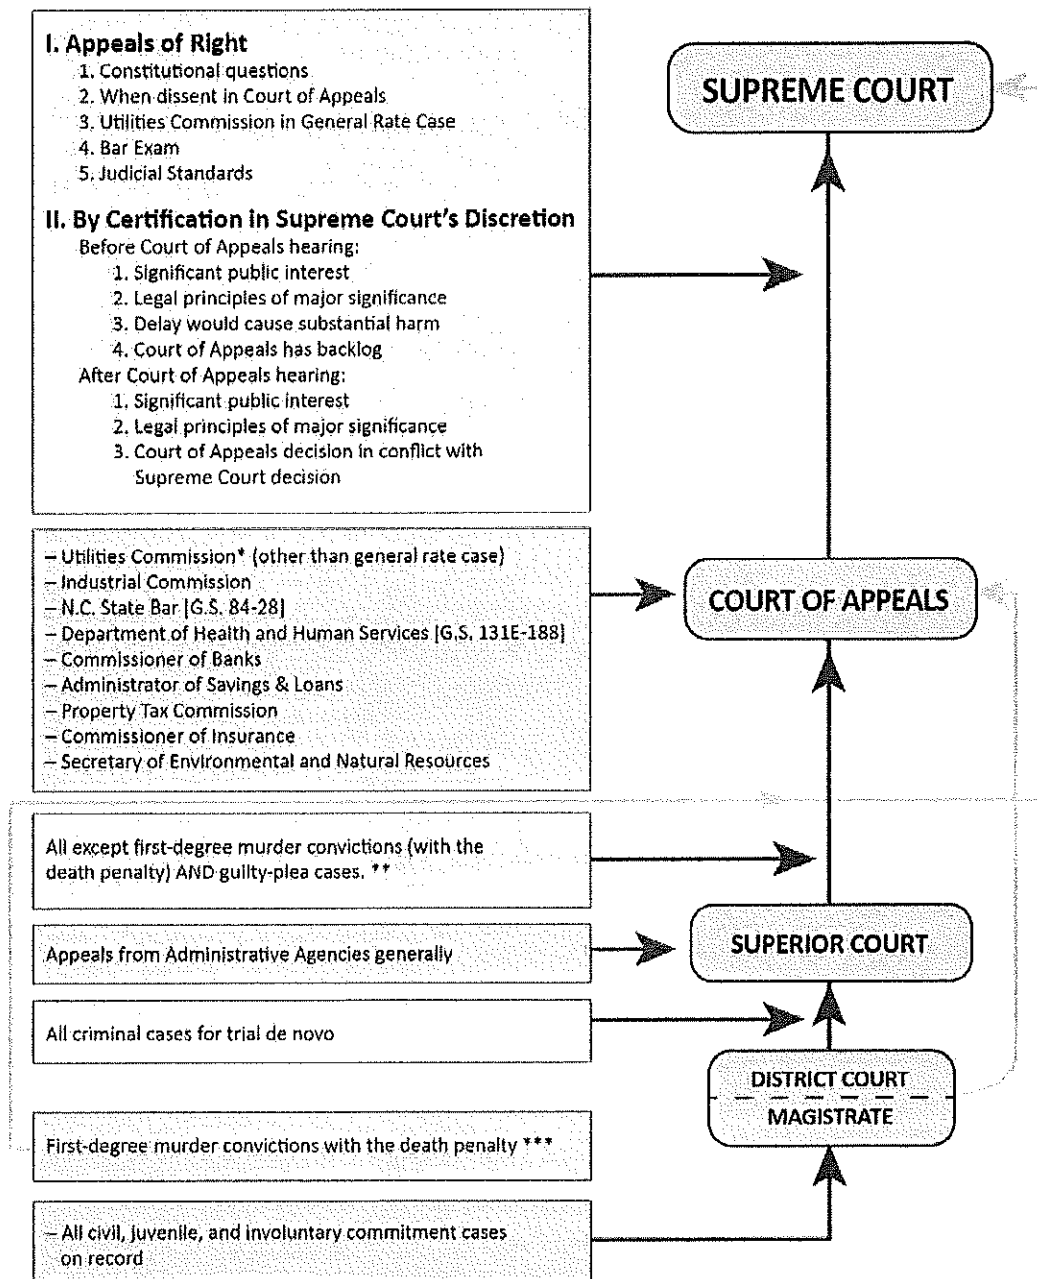 I. Appeals of Right
1. Constitutional questions
2. When dissent in Court of Appeals
3. Utilities Commission in General Rate Case
4. Bar Exam
5. Judicial Standards
II. By Certification in Supreme Court's Discretion
Before Court of Appeals hearing:
1. Significant public interest
2. Legal principles of major significance
3. Delay would cause substantial harm
4. Court of Appeals has backlog
After Court of Appeals hearing:
1. Significant public interest
2. Legal principles of major significance
3. Court of Appeals decision in conflict with
Supreme Court decision
SUPREME COURT
– Utilities Commission* (other than general rate case)
– Industrial Commission
– N.C. State Bar [G.S. 84-28]
– Department of Health and Human Services [G.S. 131E-188]
– Commissioner of Banks
– Administrator of Savings & Loans
– Property Tax Commission
– Commissioner of Insurance
– Secretary of Environmental and Natural Resources
COURT OF APPEALS
All except first-degree murder convictions (with the
death penalty) AND guilty-plea cases. **
Appeals from Administrative Agencies generally
SUPERIOR COURT
All criminal cases for trial de novo
DISTRICT COURT
MAGISTRATE
First-degree murder convictions with the death penalty ***
– All civil, juvenile, and involuntary commitment cases
on record